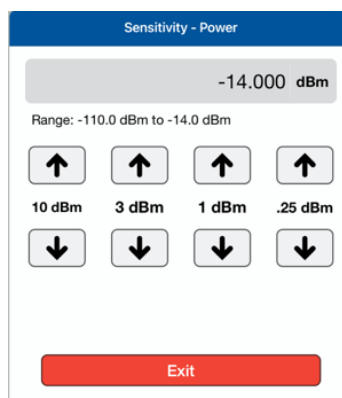 Sensitivity - Power
-14.000 dBm
Range: -110.0 dBm to -14.0 dBm
10 dBm 3 dBm 1 dBm .25 dBm
Exit